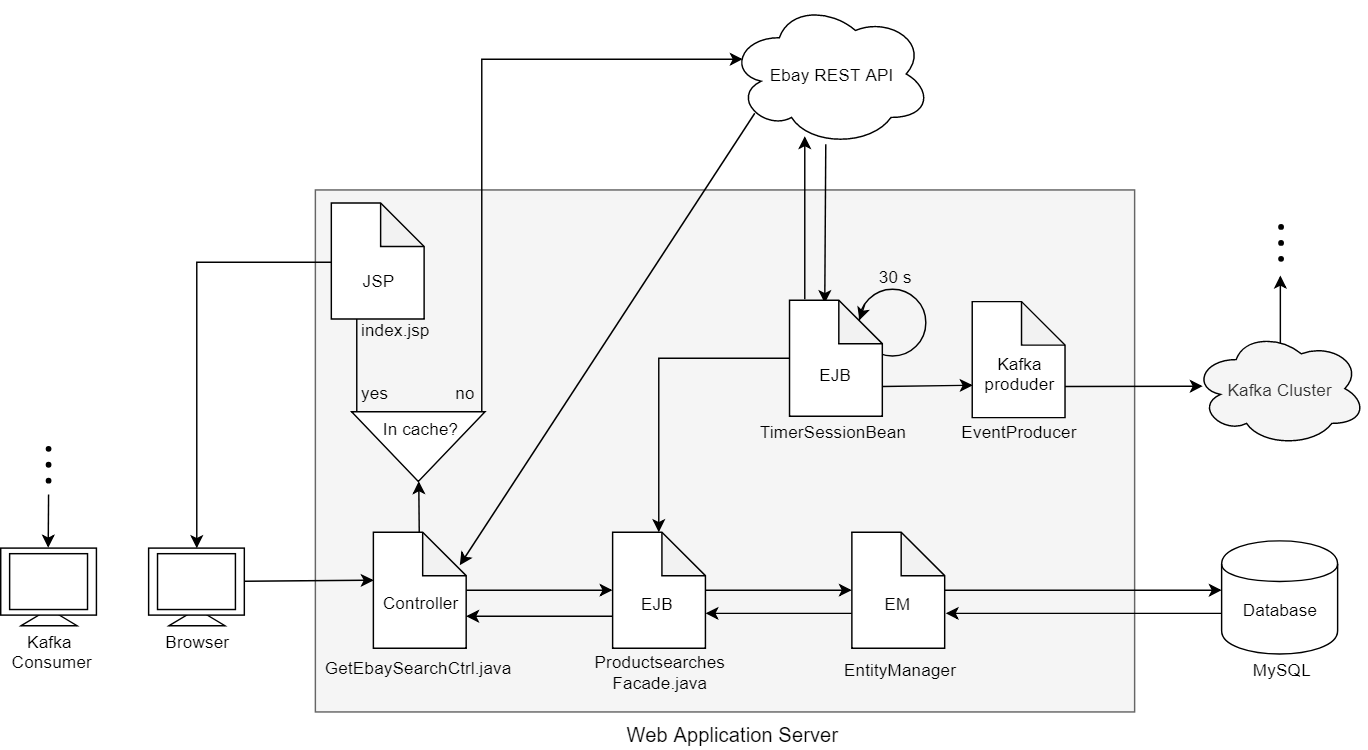 Ebay REST API
JSP
index.jsp
30 s
yes
no
In cache?
EJB
TimerSessionBean
Kafka
produder
EventProducer
Kafka Cluster
Kafka
Consumer
Browser
Controller
GetEbaySearchCtrl.java
EJB
Productsearches
Facade.java
EM
EntityManager
Database
MySQL
Web Application Server